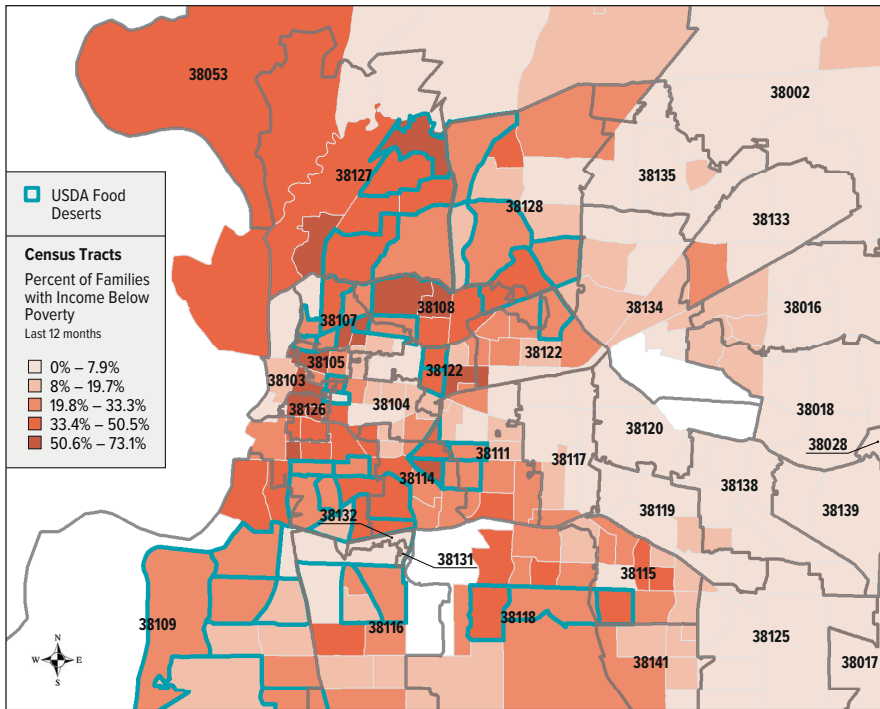 38053
38002
38127
38135
38128
38133
USDA Food
Deserts
Census Tracts
Percent of Families
with Income Below
Poverty
Last 12 months
0% – 7.9%
8% – 19.7%
19.8% – 33.3%
33.4% – 50.5%
50.6% – 73.1%
38107
38108
38134
38016
38105
38122
38122
38103
38126
38104
38120
38018
38028
38111
38117
38114
38138
38132
38119
38139
38131
38115
38109
38116
38118
38125
38141
38017
N
W E
S